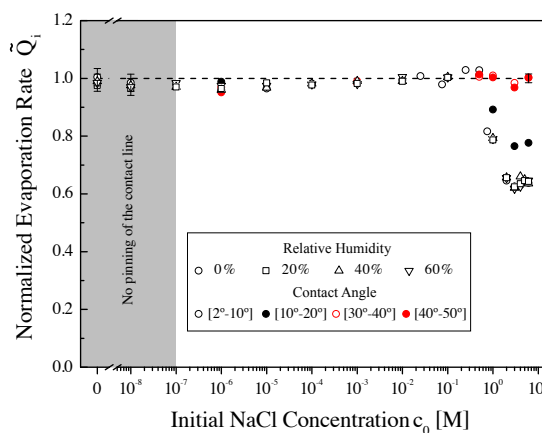 Normalized Evaporation Rate Q̃i
1.2
1.0
0.8
0.6
0.4
0.2
0.0
No pinning of the contact line
Relative Humidity
0% 20% 40% 60%
Contact Angle
[2º-10º] [10º-20º] [30º-40º] [40º-50º]
0 10⁻⁸ 10⁻⁷ 10⁻⁶ 10⁻⁵ 10⁻⁴ 10⁻³ 10⁻² 10⁻¹ 10⁰ 10¹
Initial NaCl Concentration c₀ [M]